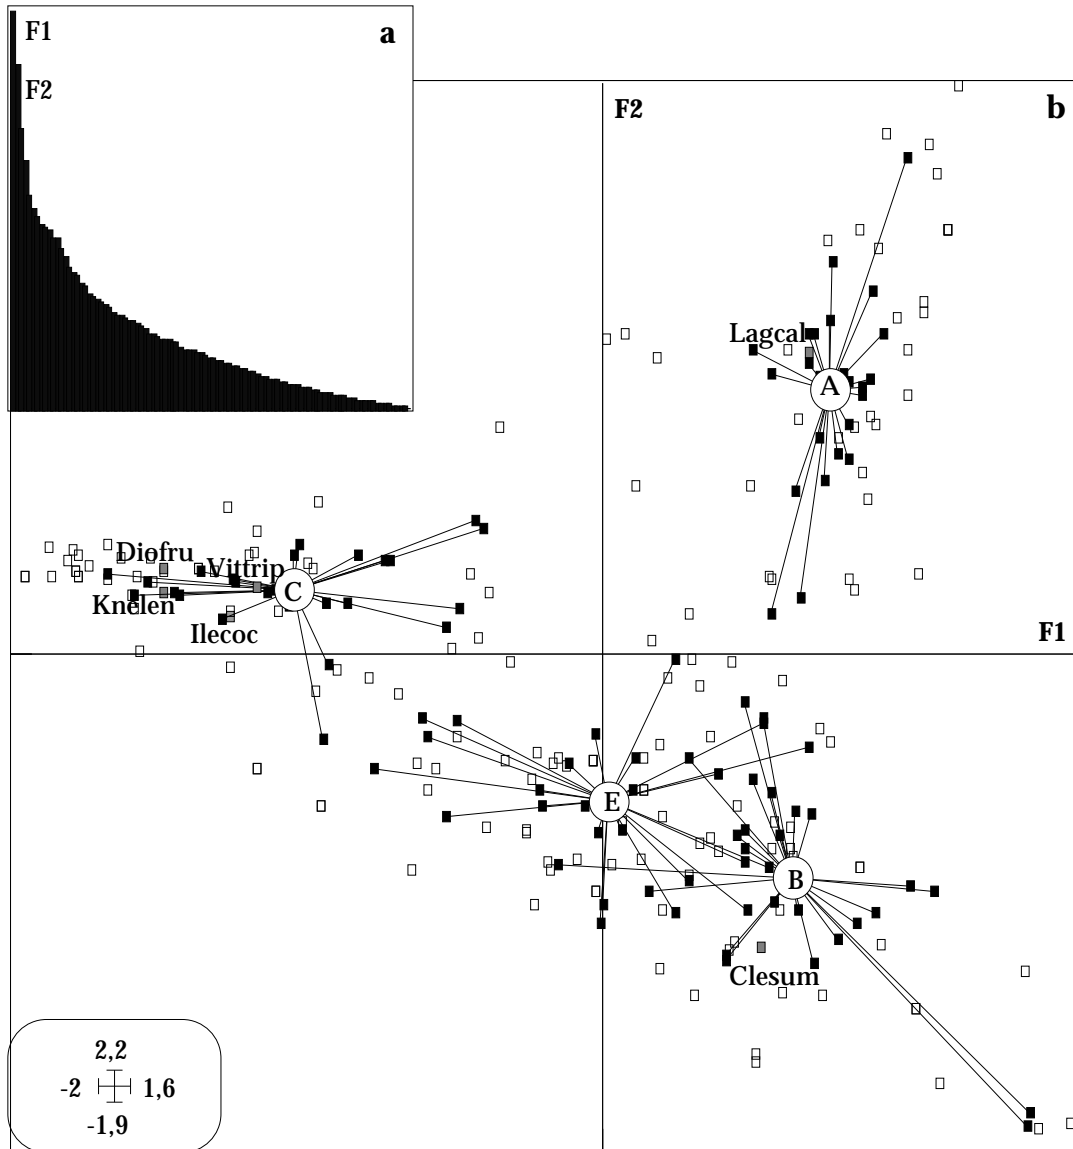 F1
a
F2
F2
b
Lagcal
A
Diofru
Vittrip
C
Knelen
Ilecoc
F1
E
B
Clesum
2,2
-2 1,6
-1,9